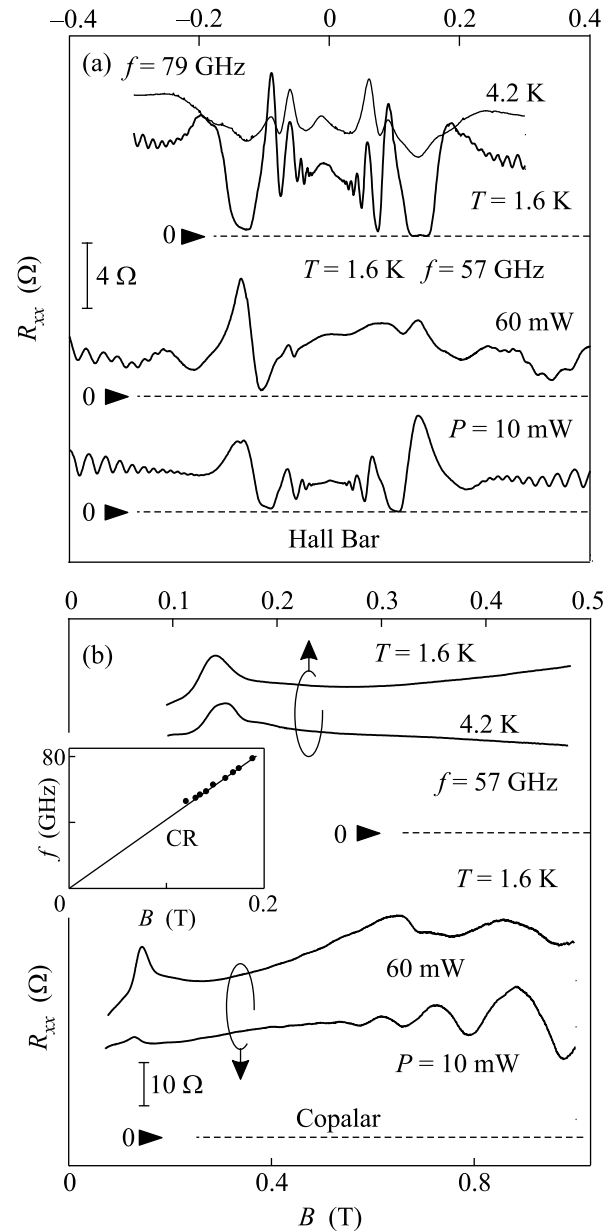 −0.4 −0.2 0 0.2 0.4
(a) f = 79 GHz
4.2 K
T = 1.6 K
0
4 Ω
T = 1.6 K f = 57 GHz
Rxx (Ω)
60 mW
0
P = 10 mW
0
Hall Bar
0 0.1 0.2 0.3 0.4 0.5
(b)
T = 1.6 K
4.2 K
80
f = 57 GHz
f (GHz)
0
CR
T = 1.6 K
0 0.2
B (T)
60 mW
Rxx (Ω)
P = 10 mW
10 Ω
Copalar
0
0 0.4 0.8
B (T)